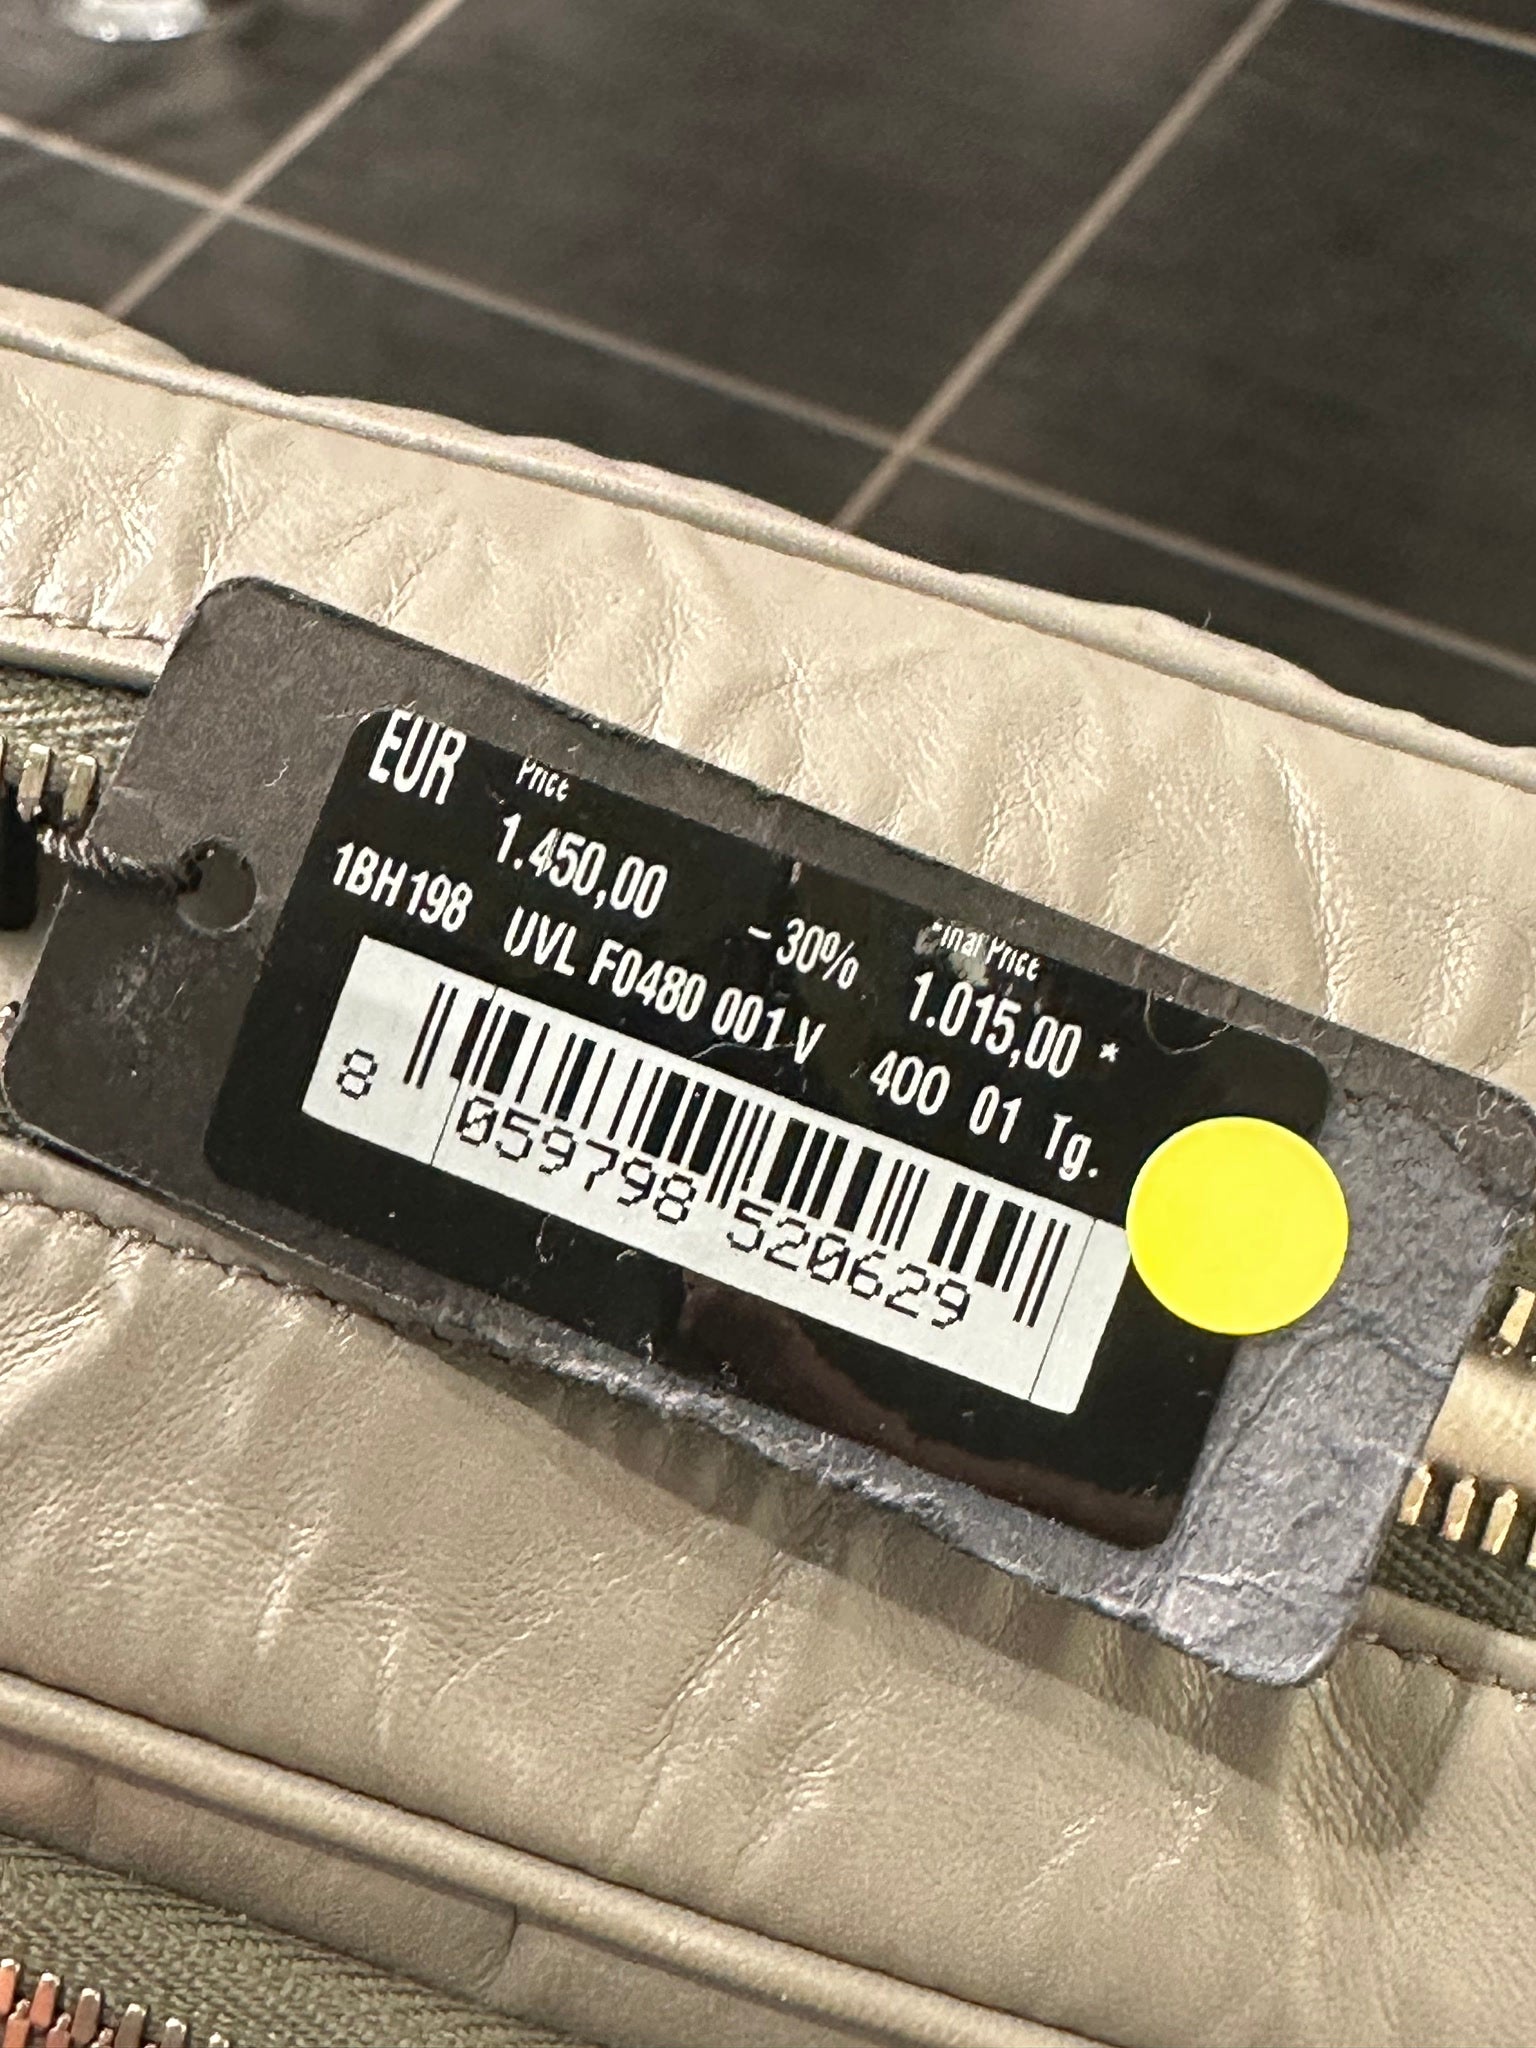 EUR Price
1.450,00 -30% Final Price
1.015,00 *
1BH198 UVL F0480 001 V 400 01 Tg.
8 059798 520629